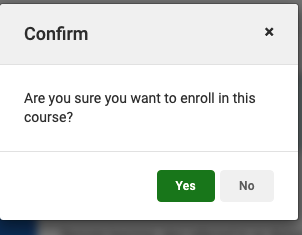 Confirm ×
Are you sure you want to enroll in this
course?
Yes No